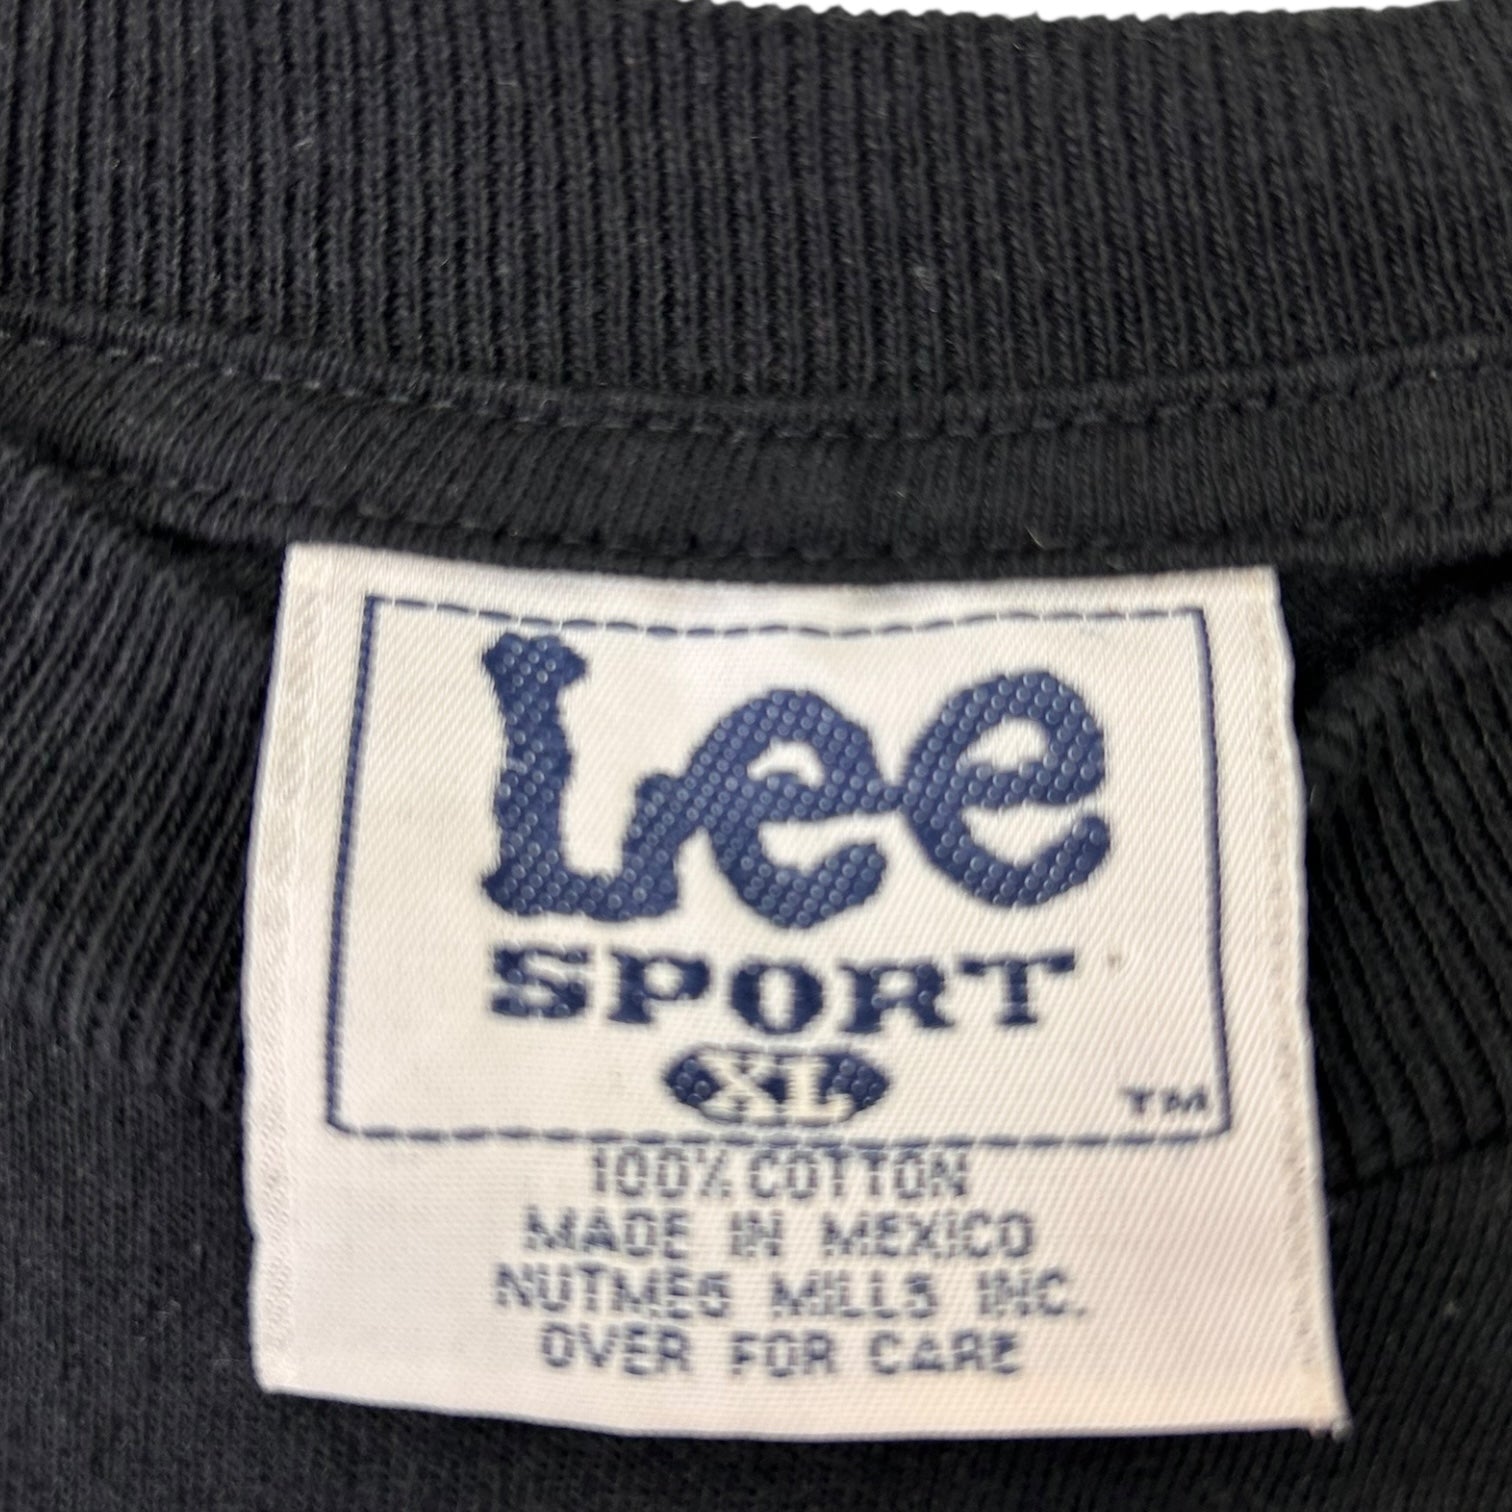 Lee
SPORT
XL
TM
100% COTTON
MADE IN MEXICO
NUTMEG MILLS INC.
OVER FOR CARE